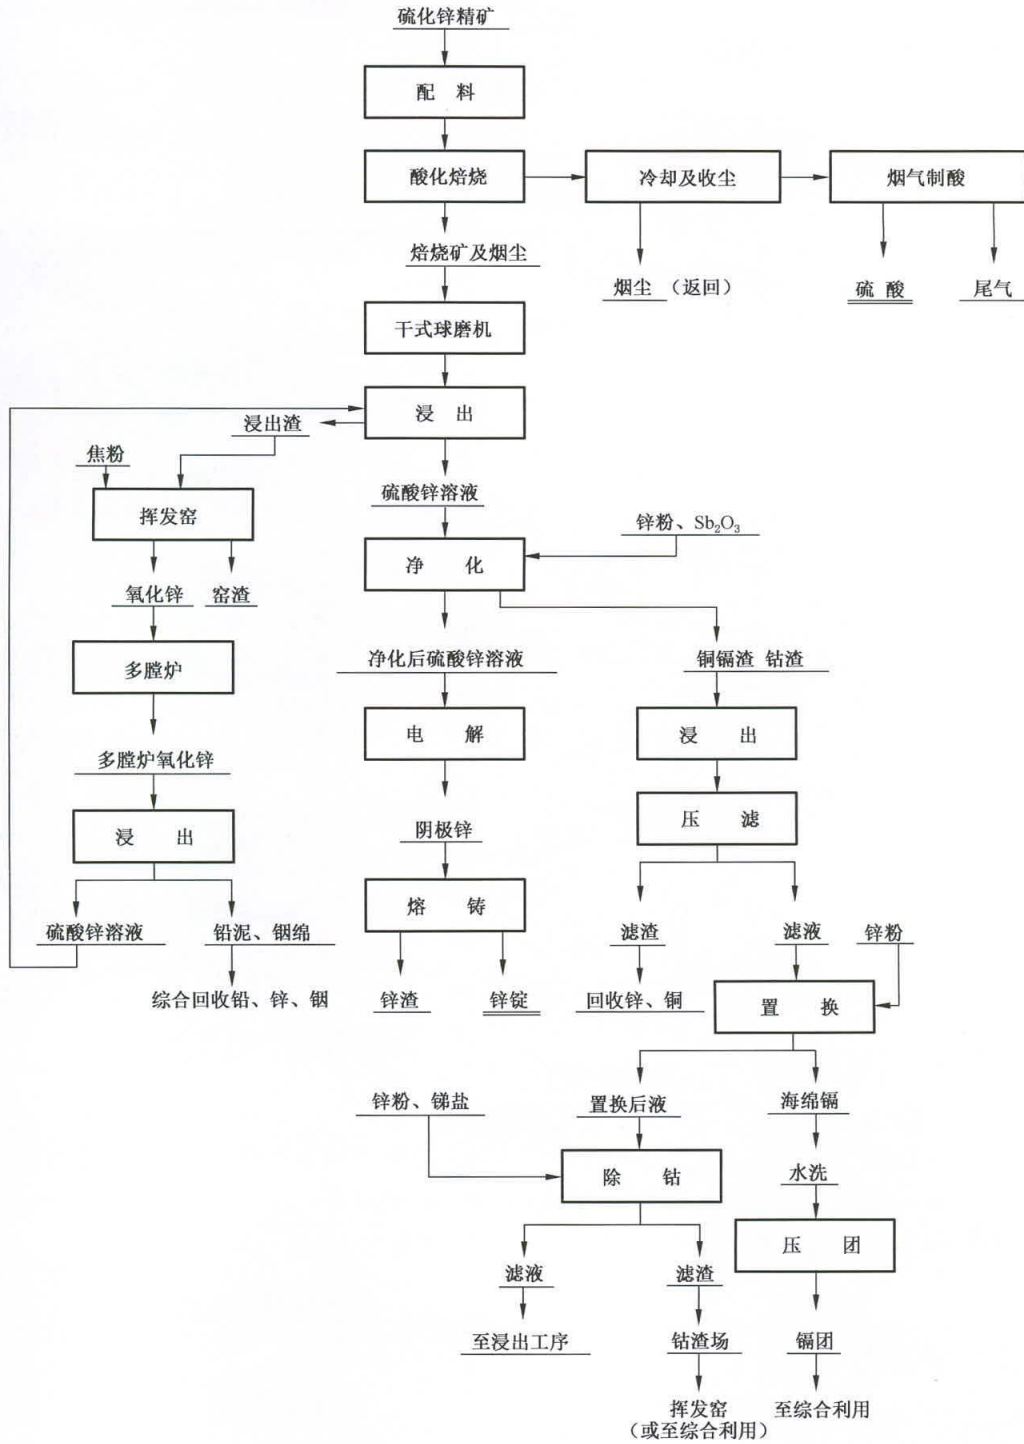 硫化锌精矿
配 料
酸化焙烧
冷却及收尘
烟气制酸
焙烧矿及烟尘
烟尘（返回）
硫 酸
尾气
干式球磨机
浸 出
浸出渣
焦粉
挥发窑
硫酸锌溶液
锌粉、Sb₂O₃
净 化
氧化锌
窑渣
多膛炉
净化后硫酸锌溶液
铜镉渣 钴渣
电 解
浸 出
多膛炉氧化锌
压 滤
浸 出
阴极锌
熔 铸
硫酸锌溶液
铅泥、铟绵
滤渣
滤液
锌粉
综合回收铅、锌、铟
锌渣
锌锭
回收锌、铜
置 换
锌粉、锑盐
置换后液
海绵镉
除 钴
水洗
压 团
滤液
滤渣
至浸出工序
钴渣场
镉团
挥发窑
（或至综合利用）
至综合利用